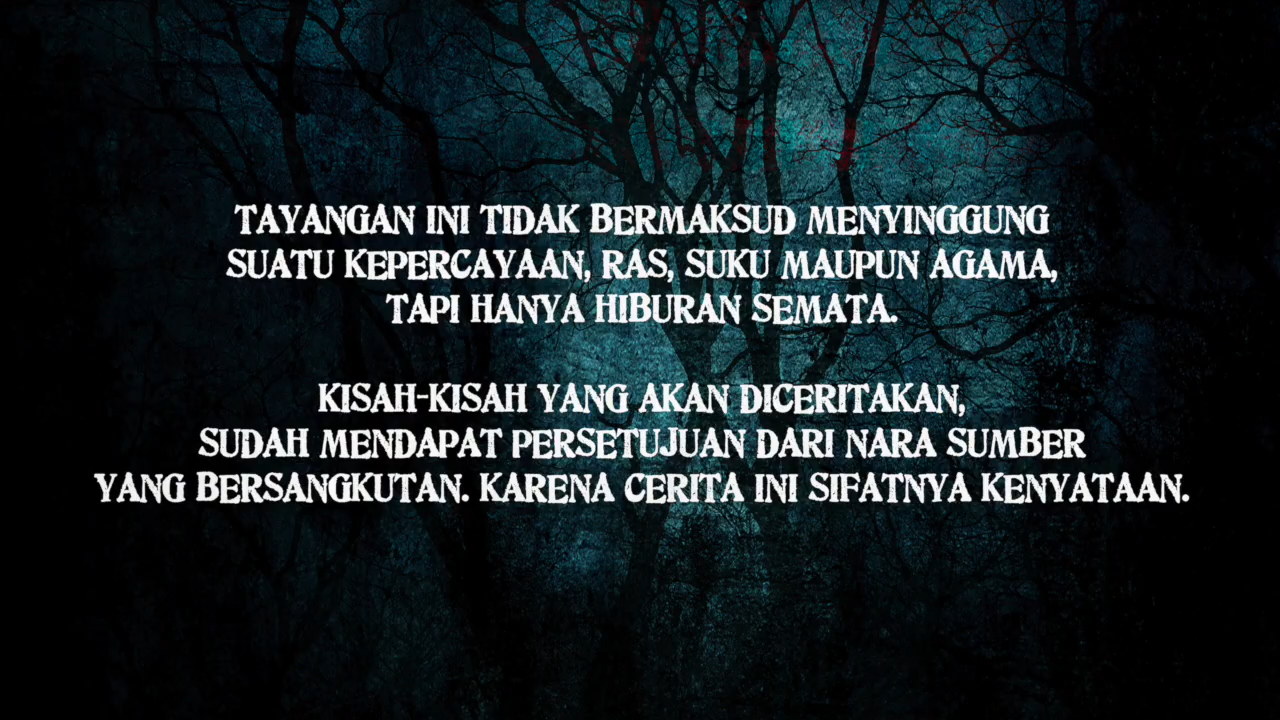 TAYANGAN INI TIDAK BERMAKSUD MENYINGGUNG
SUATU KEPERCAYAAN, RAS, SUKU MAUPUN AGAMA,
TAPI HANYA HIBURAN SEMATA.
KISAH-KISAH YANG AKAN DICERITAKAN,
SUDAH MENDAPAT PERSETUJUAN DARI NARA SUMBER
YANG BERSANGKUTAN. KARENA CERITA INI SIFATNYA KENYATAAN.